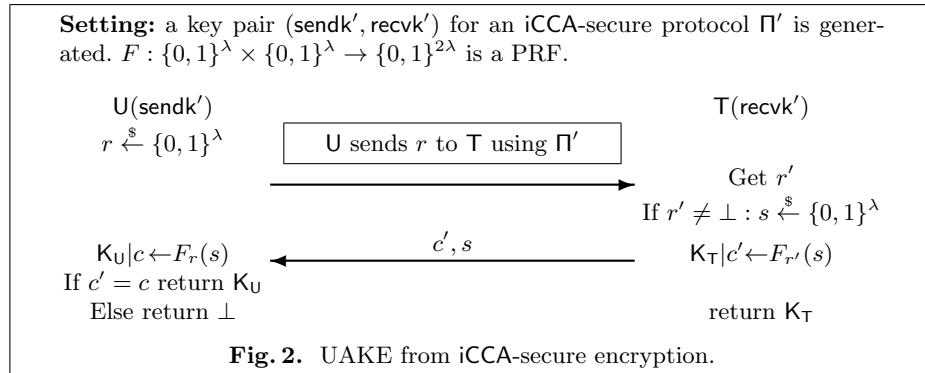 Setting: a key pair (sendk′, recvk′) for an iCCA-secure protocol Π′ is gener-
ated. F : {0, 1}^λ × {0, 1}^λ → {0, 1}^{2λ} is a PRF.
U(sendk′) T(recvk′)
r ←$ {0, 1}^λ U sends r to T using Π′
Get r′
If r′ ≠ ⊥ : s ←$ {0, 1}^λ
c′, s
K_U|c ← F_r(s) K_T|c′ ← F_{r′}(s)
If c′ = c return K_U
Else return ⊥ return K_T
Fig. 2. UAKE from iCCA-secure encryption.